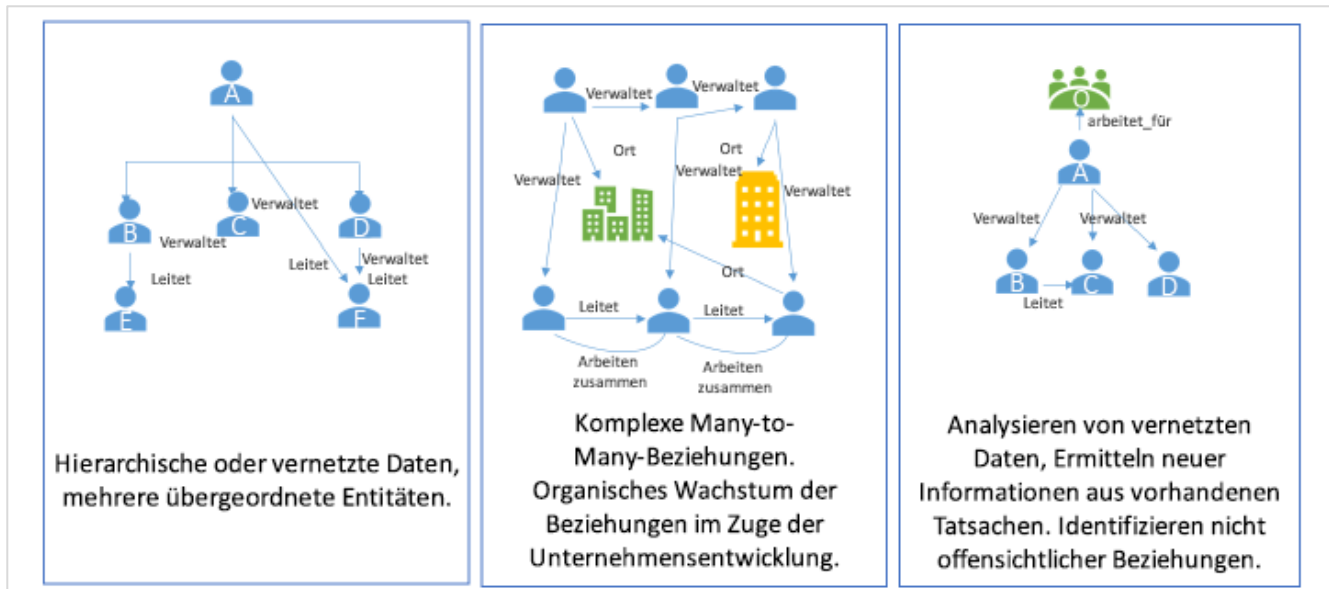 A
B
Verwaltet
C
Verwaltet
D
Verwaltet
Leitet
Leitet
Leitet
E
F
Hierarchische oder vernetzte Daten,
mehrere übergeordnete Entitäten.
Verwaltet
Verwaltet
Ort
Ort
Verwaltet
Verwaltet
Verwaltet
Ort
Leitet
Leitet
Arbeiten
zusammen
Arbeiten
zusammen
Komplexe Many-to-
Many-Beziehungen.
Organisches Wachstum der
Beziehungen im Zuge der
Unternehmensentwicklung.
O
arbeitet_für
A
Verwaltet
Verwaltet
B
C
D
Leitet
Analysieren von vernetzten
Daten, Ermitteln neuer
Informationen aus vorhandenen
Tatsachen. Identifizieren nicht
offensichtlicher Beziehungen.